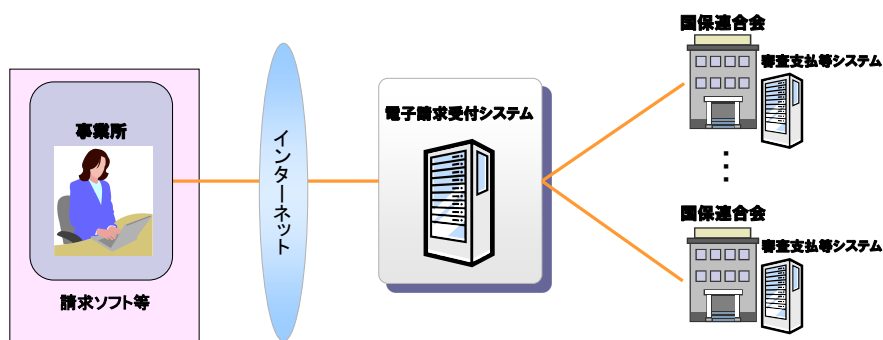 事業所
請求ソフト等
インターネット
電子請求受付システム
国保連合会
審査支払等システム
国保連合会
審査支払等システム